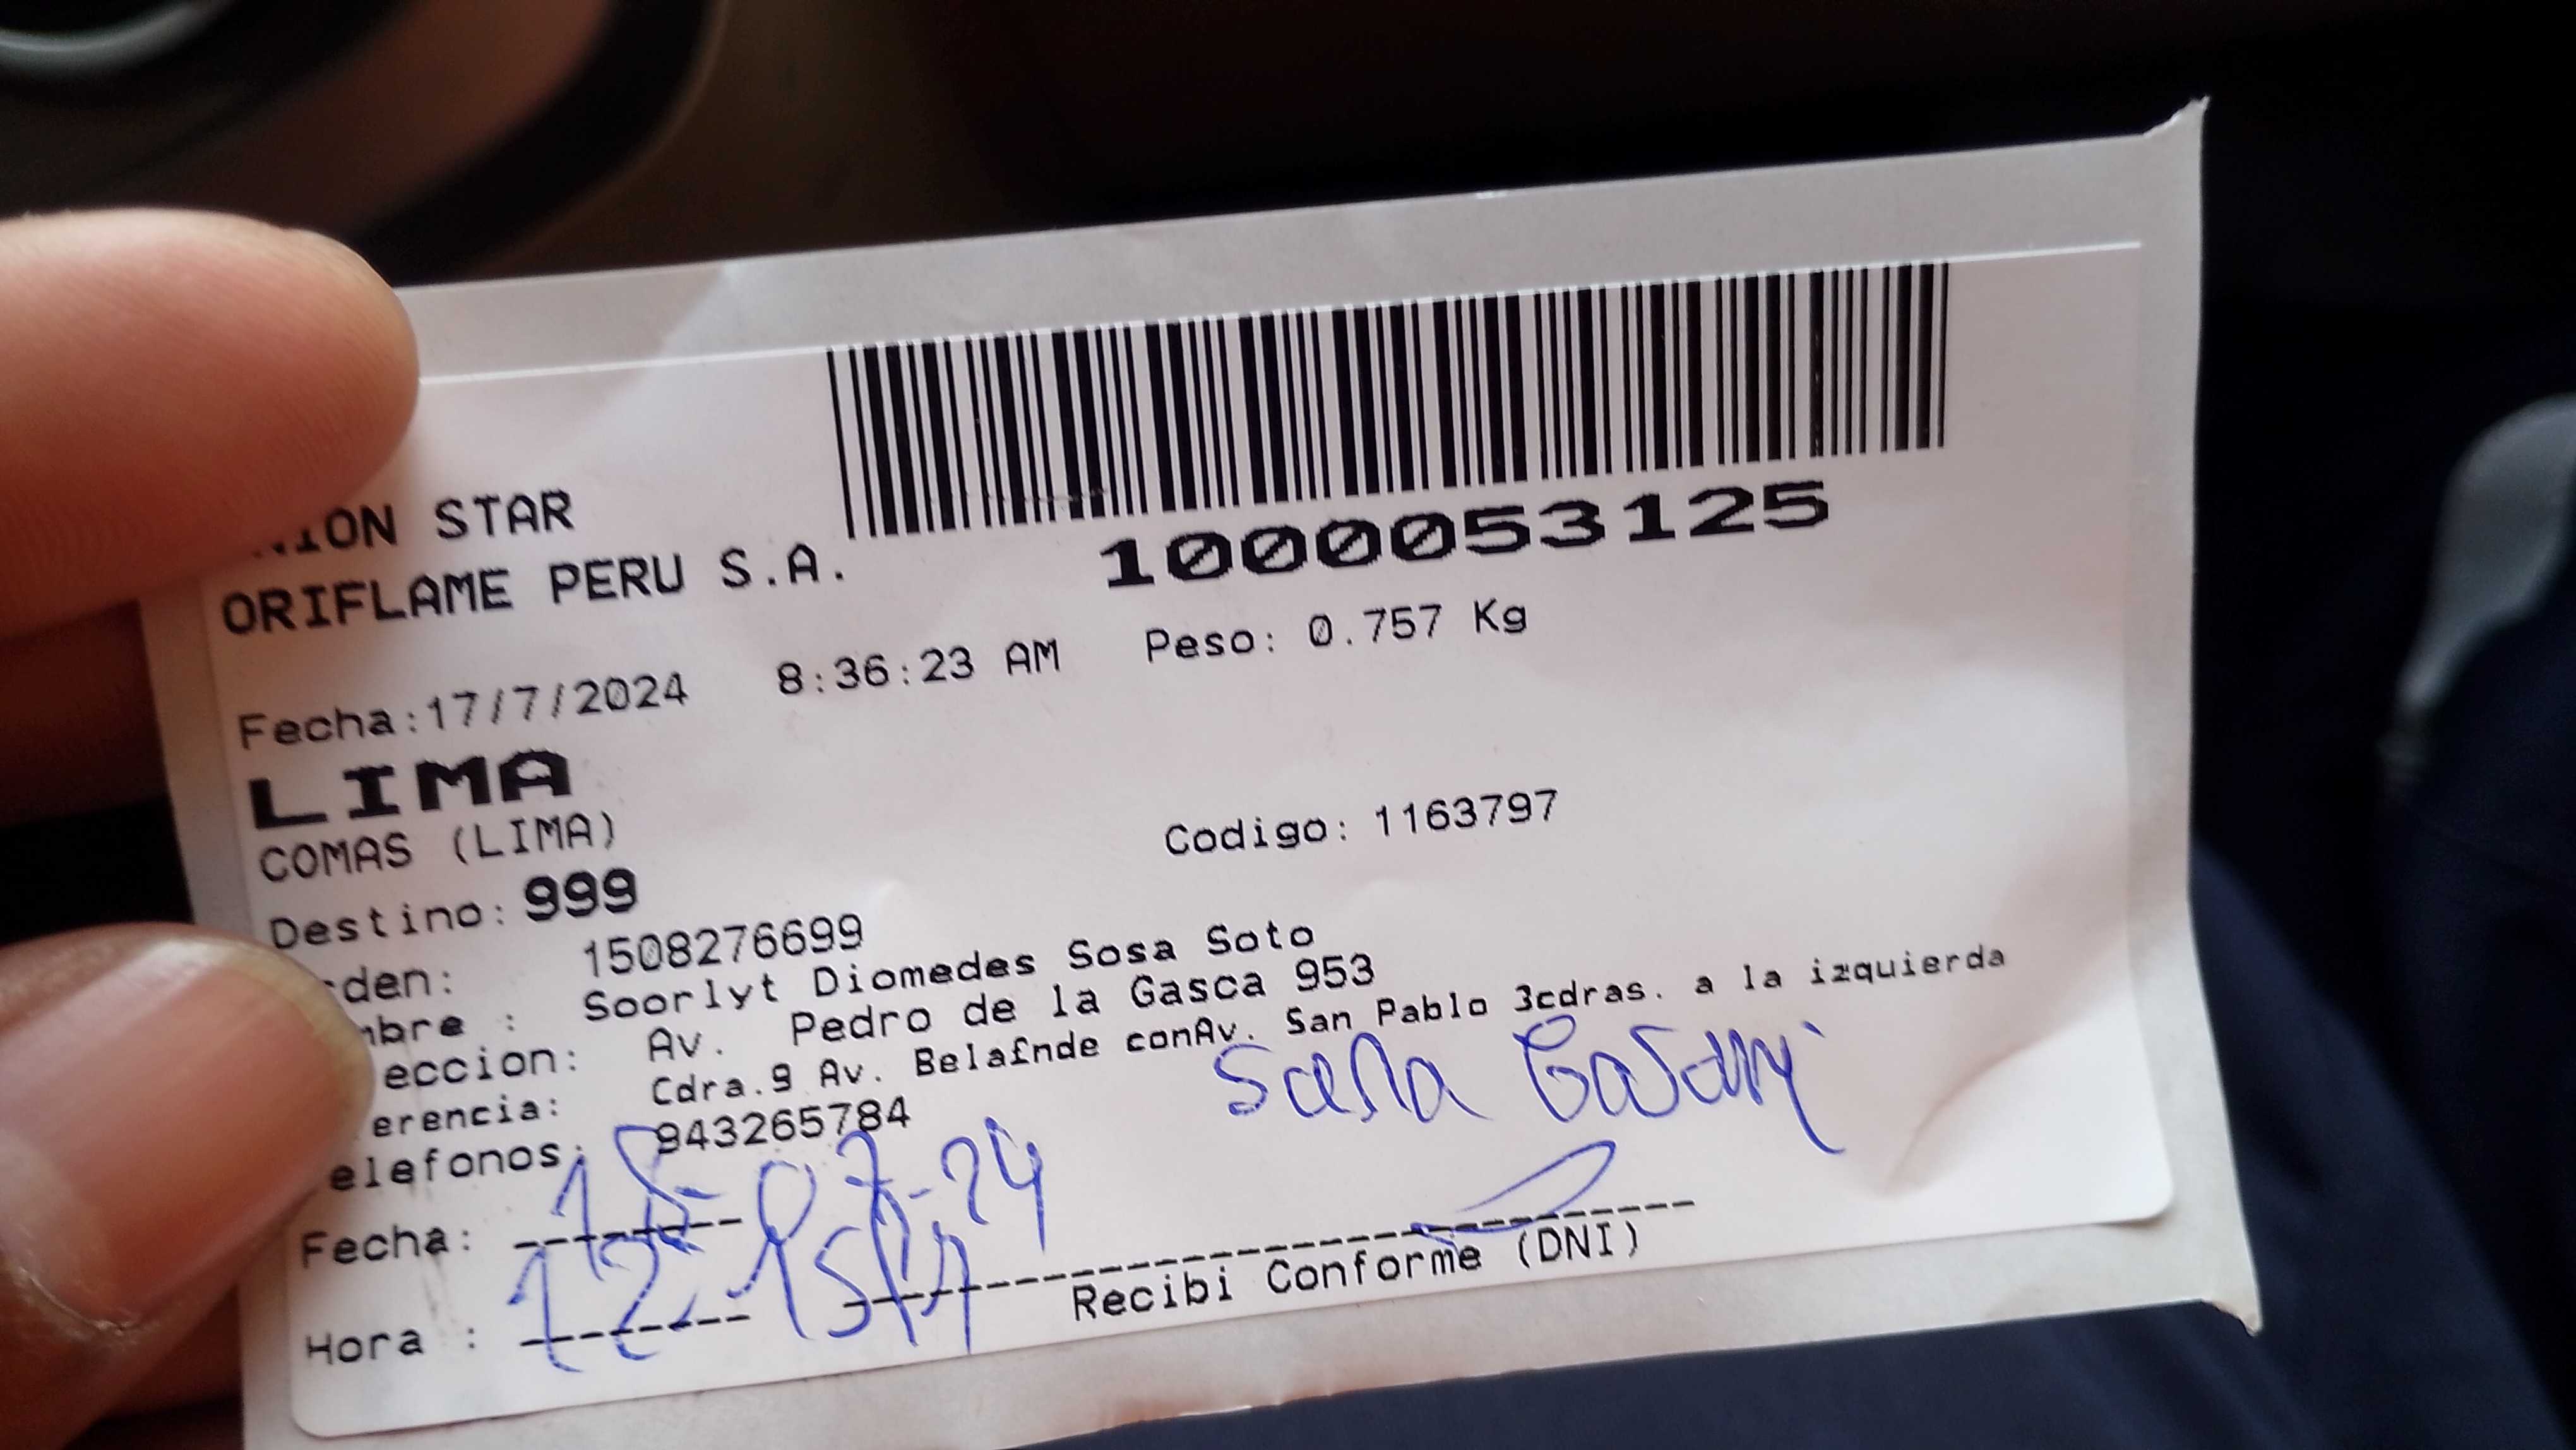 NION STAR
ORIFLAME PERU S.A.
1000053125
Fecha:17/7/2024 8:36:23 AM Peso: 0.757 Kg
LIMA
COMAS (LIMA)
Codigo: 1163797
Destino: 999
rden: 1508276699
mbre : Soorlyt Diomedes Sosa Soto
eccion: Av. Pedro de la Gasca 953
erencia: Cdra.9 Av. Belafnde conAv. San Pablo 3cdras. a la izquierda
elefonos: 943265784
Fecha: 18-07-24
Hora : 12-15
Recibi Conforme (DNI)